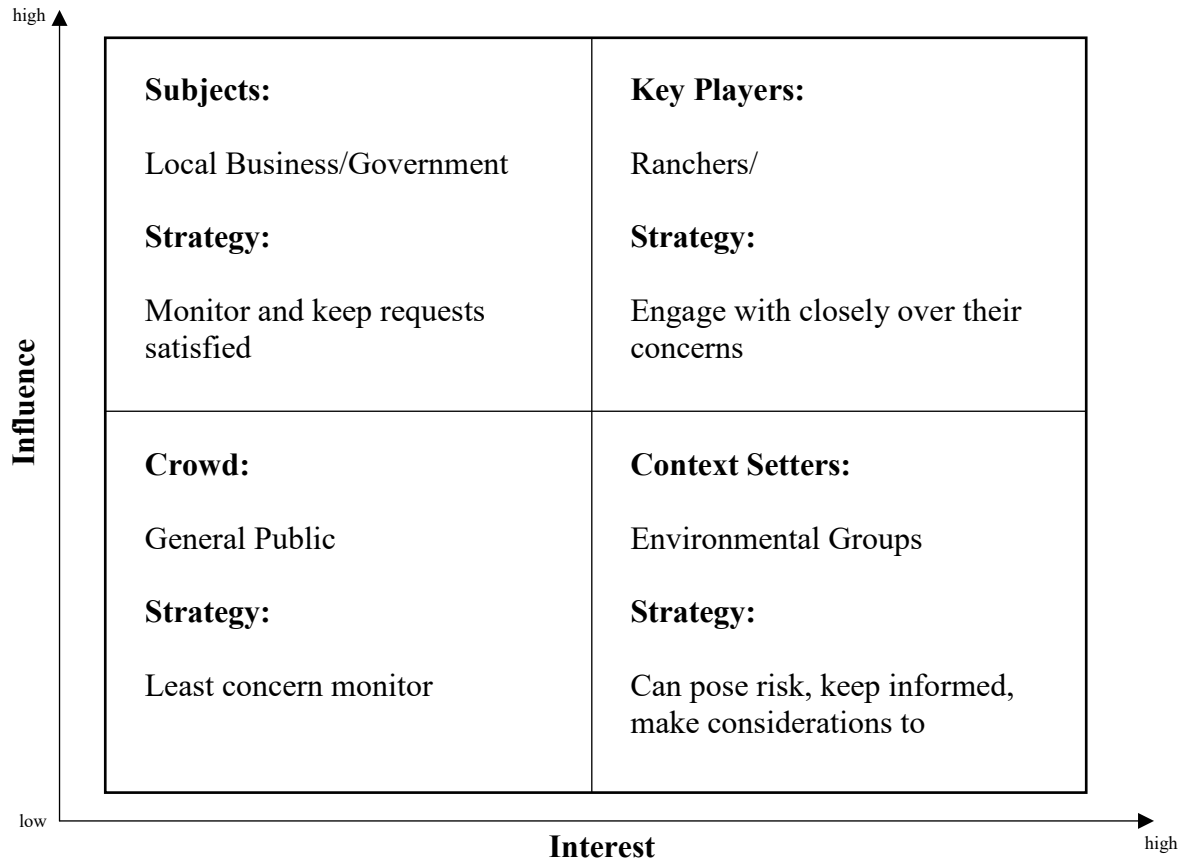 high
Subjects:
Local Business/Government
Strategy:
Monitor and keep requests
satisfied
Key Players:
Ranchers/
Strategy:
Engage with closely over their
concerns
Influence
Crowd:
General Public
Strategy:
Least concern monitor
Context Setters:
Environmental Groups
Strategy:
Can pose risk, keep informed,
make considerations to
low
Interest
high